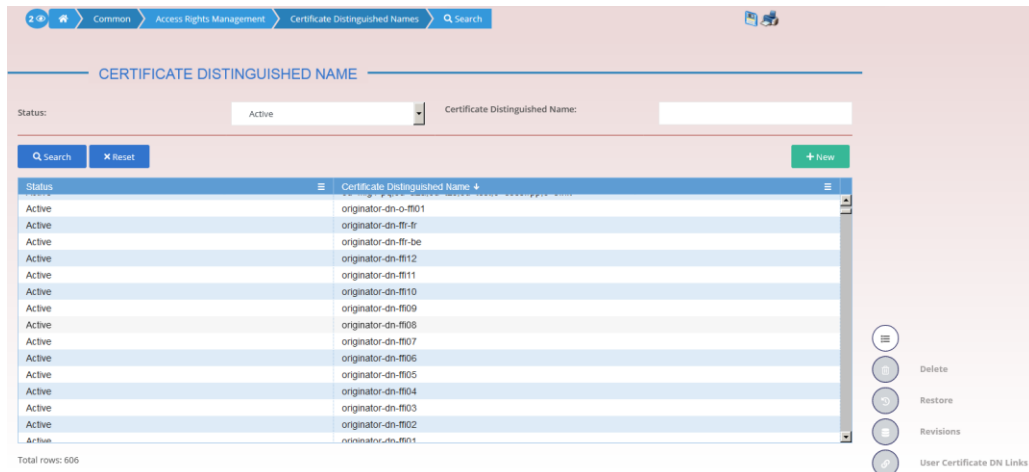 2 Common Access Rights Management Certificate Distinguished Names Search
CERTIFICATE DISTINGUISHED NAME
Status: Active Certificate Distinguished Name:
Search Reset New
Status Certificate Distinguished Name
Active originator-dn-o-ffi01
Active originator-dn-ffr-fr
Active originator-dn-ffr-be
Active originator-dn-ffi12
Active originator-dn-ffi11
Active originator-dn-ffi10
Active originator-dn-ffi09
Active originator-dn-ffi08
Active originator-dn-ffi07
Active originator-dn-ffi06
Active originator-dn-ffi05
Active originator-dn-ffi04
Active originator-dn-ffi03
Active originator-dn-ffi02
Active originator-dn-ffi01
Delete
Restore
Revisions
Total rows: 606
User Certificate DN Links